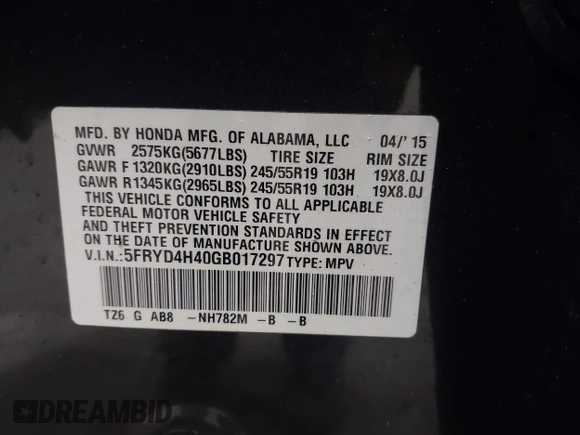 MFD. BY HONDA MFG. OF ALABAMA, LLC 04/'15
GVWR 2575KG(5677LBS) TIRE SIZE RIM SIZE
GAWR F 1320KG(2910LBS) 245/55R19 103H 19X8.0J
GAWR R1345KG(2965LBS) 245/55R19 103H 19X8.0J
THIS VEHICLE CONFORMS TO ALL APPLICABLE
FEDERAL MOTOR VEHICLE SAFETY
AND THEFT PREVENTION STANDARDS IN EFFECT
ON THE DATE OF MANUFACTURE SHOWN ABOVE.
V.I.N.:5FRYD4H40GB017297 TYPE: MPV
TZ6 G AB8 -NH782M -B -B
DREAMBID